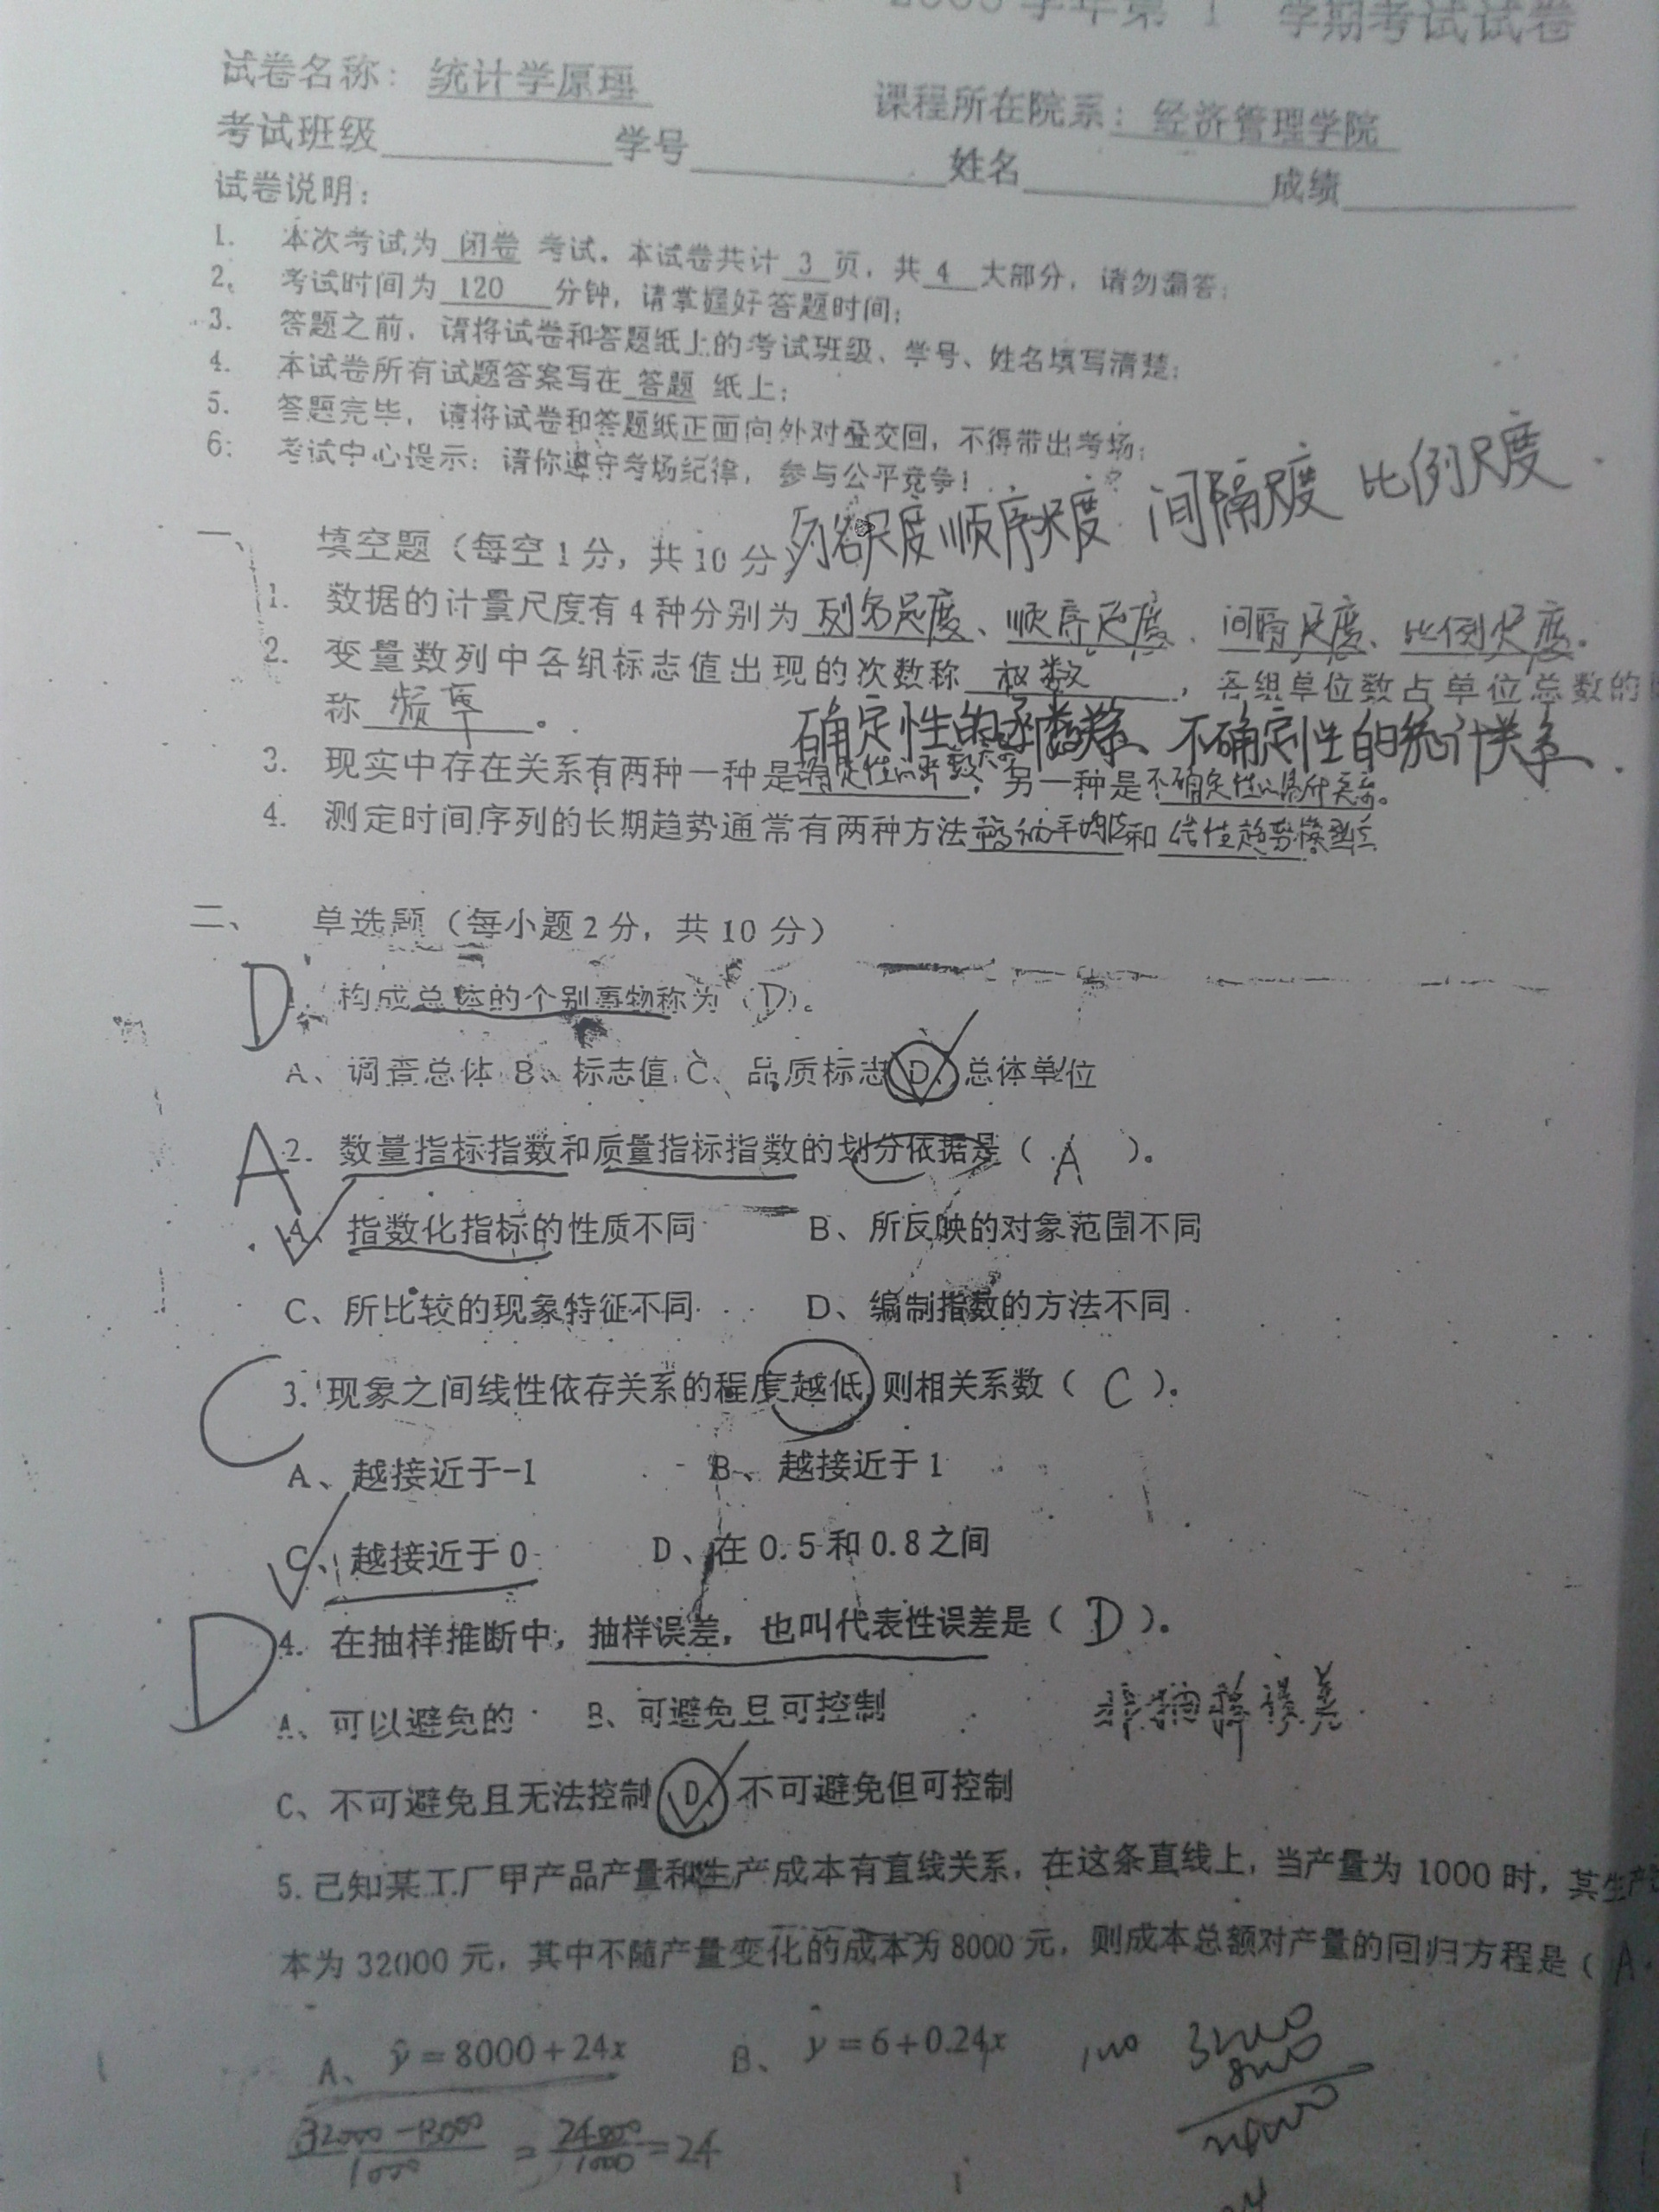 学年第 1 学期考试试卷
试卷名称：统计学原理
课程所在院系：经济管理学院
考试班级 学号 姓名 成绩
试卷说明：
1. 本次考试为 闭卷 考试。本试卷共计 3 页，共 4 大部分，请勿漏答；
2. 考试时间为 120 分钟，请掌握好答题时间；
3. 答题之前，请将试卷和答题纸上的考试班级、学号、姓名填写清楚；
4. 本试卷所有试题答案写在 答题 纸上；
5. 答题完毕，请将试卷和答题纸正面向外对叠交回，不得带出考场；
6. 考试中心提示：请你遵守考场纪律，参与公平竞争！
列名尺度 顺序尺度 间隔尺度 比例尺度
一、 填空题（每空1分，共10分）
1. 数据的计量尺度有4种分别为 列名尺度、顺序尺度、间隔尺度、比例尺度。
2. 变量数列中各组标志值出现的次数称 权数 ，各组单位数占单位总数的
称 频率 。
确定性的函数关系、不确定性的统计关系
3. 现实中存在关系有两种一种是确定性的函数关系，另一种是不确定性的统计关系。
4. 测定时间序列的长期趋势通常有两种方法移动平均法和 线性趋势模型法
二、 单选题（每小题2分，共10分）
D 1. 构成总体的个别事物称为（D）。
A、调查总体 B、标志值 C、品质标志 D、总体单位
A 2. 数量指标指数和质量指标指数的划分依据是（ A ）。
A、指数化指标的性质不同 B、所反映的对象范围不同
C、所比较的现象特征不同 D、编制指数的方法不同
C 3. 现象之间线性依存关系的程度越低，则相关系数（ C ）。
A、越接近于-1 B、越接近于1
C、越接近于0 D、在0.5和0.8之间
D 4. 在抽样推断中，抽样误差，也叫代表性误差是（ D ）。
A、可以避免的 B、可避免且可控制 非抽样误差
C、不可避免且无法控制 D、不可避免但可控制
5. 已知某工厂甲产品产量和生产成本有直线关系，在这条直线上，当产量为1000时，其生产
本为32000元，其中不随产量变化的成本为8000元，则成本总额对产量的回归方程是（ A
A、 ŷ=8000+24x B、 y=6+0.24x
32000-8000/1000 = 24000/1000 = 24